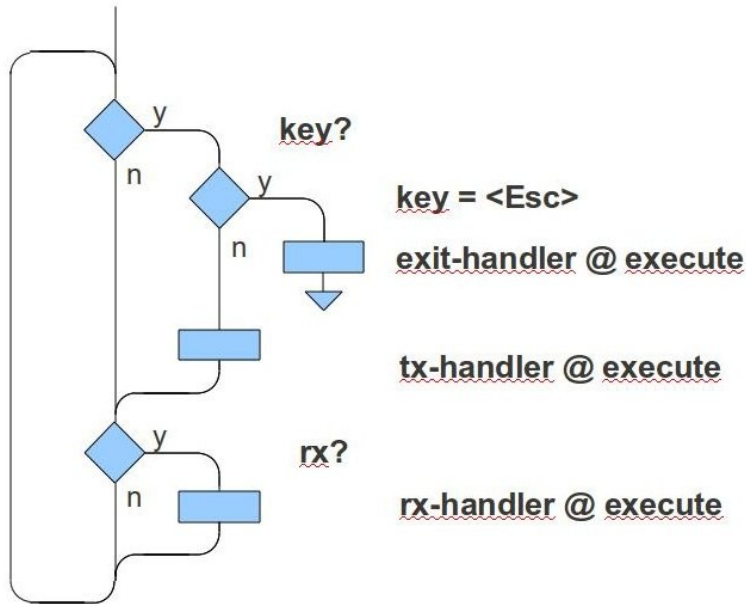 y
key?
n
y
key = <Esc>
n
exit-handler @ execute
tx-handler @ execute
y
rx?
n
rx-handler @ execute